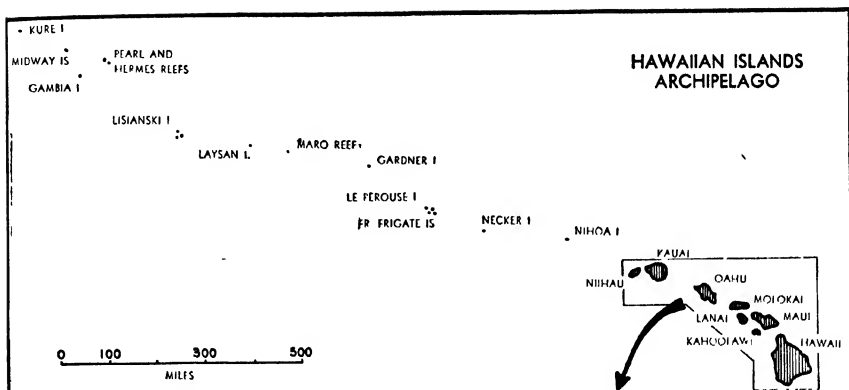 KURE I
MIDWAY IS
PEARL AND
HERMES REEFS
GAMBIA I
HAWAIIAN ISLANDS
ARCHIPELAGO
LISIANSKI I
LAYSAN I.
MARO REEF
GARDNER I
LE PEROUSE I
FR FRIGATE IS
NECKER I
NIHOA I
KAUAI
NIIHAU
OAHU
MOLOKAI
LANAI
MAUI
KAHOOLAWE
HAWAII
0 100 300 500
MILES